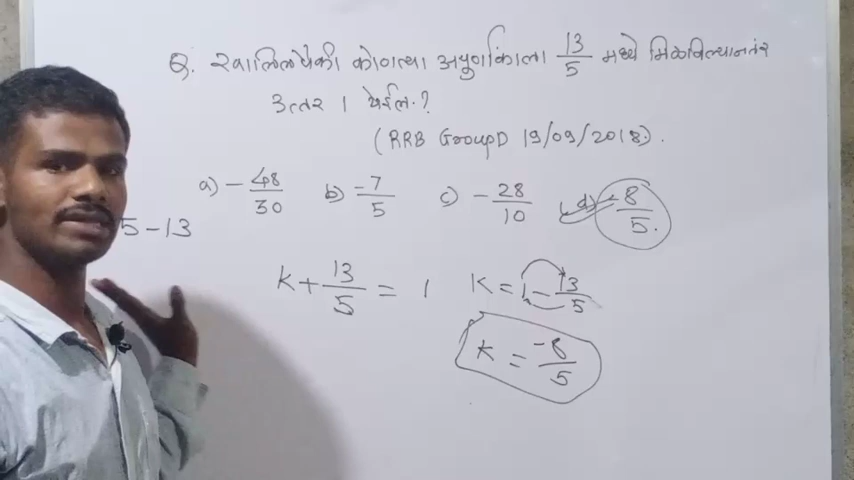 Q. खालिलपैकी कोणत्या अपुर्णांकाला 13/5 मध्ये मिळविल्यानतंर
उत्तर 1 येईल.?
(RRB GroupD 19/09/2018).
a) -48/30 b) -7/5 c) -28/10 d) -8/5.
5-13
K+13/5 = 1 K=1-13/5
K = -8/5